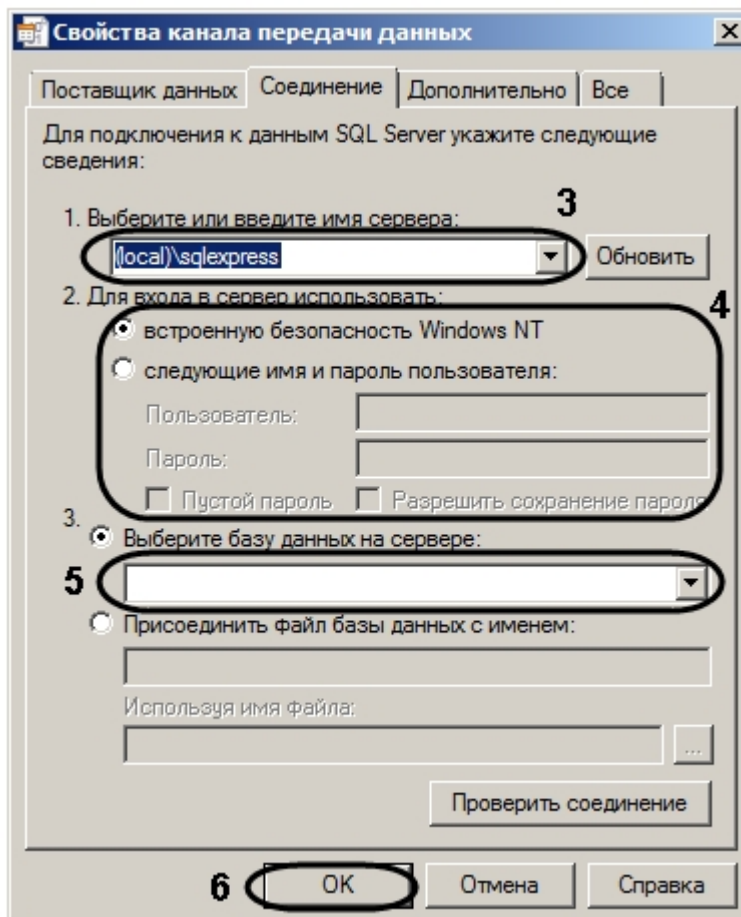 Свойства канала передачи данных
Поставщик данных Соединение Дополнительно Все
Для подключения к данным SQL Server укажите следующие
сведения:
3
1. Выберите или введите имя сервера:
(local)\sqlexpress Обновить
2. Для входа в сервер использовать:
4
встроенную безопасность Windows NT
следующие имя и пароль пользователя:
Пользователь:
Пароль:
Пустой пароль Разрешить сохранение пароля
3. Выберите базу данных на сервере:
5
Присоединить файл базы данных с именем:
Используя имя файла:
...
Проверить соединение
6 OK Отмена Справка